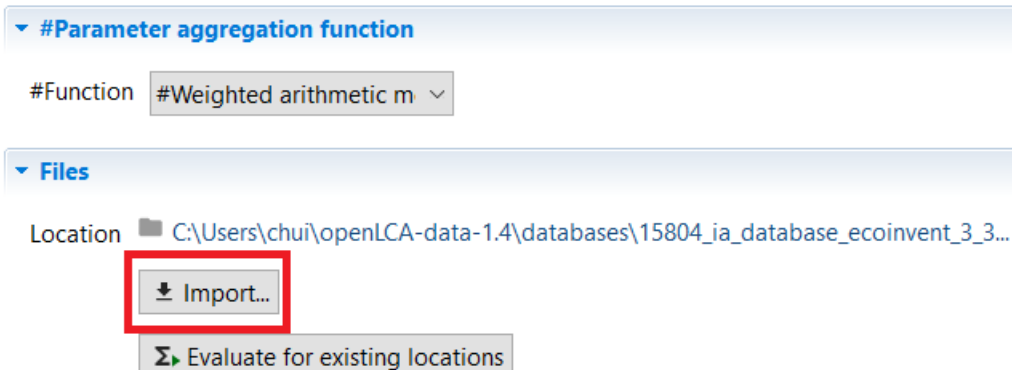 #Parameter aggregation function
#Function #Weighted arithmetic m
Files
Location C:\Users\chui\openLCA-data-1.4\databases\15804_ia_database_ecoinvent_3_3...
Import...
Evaluate for existing locations